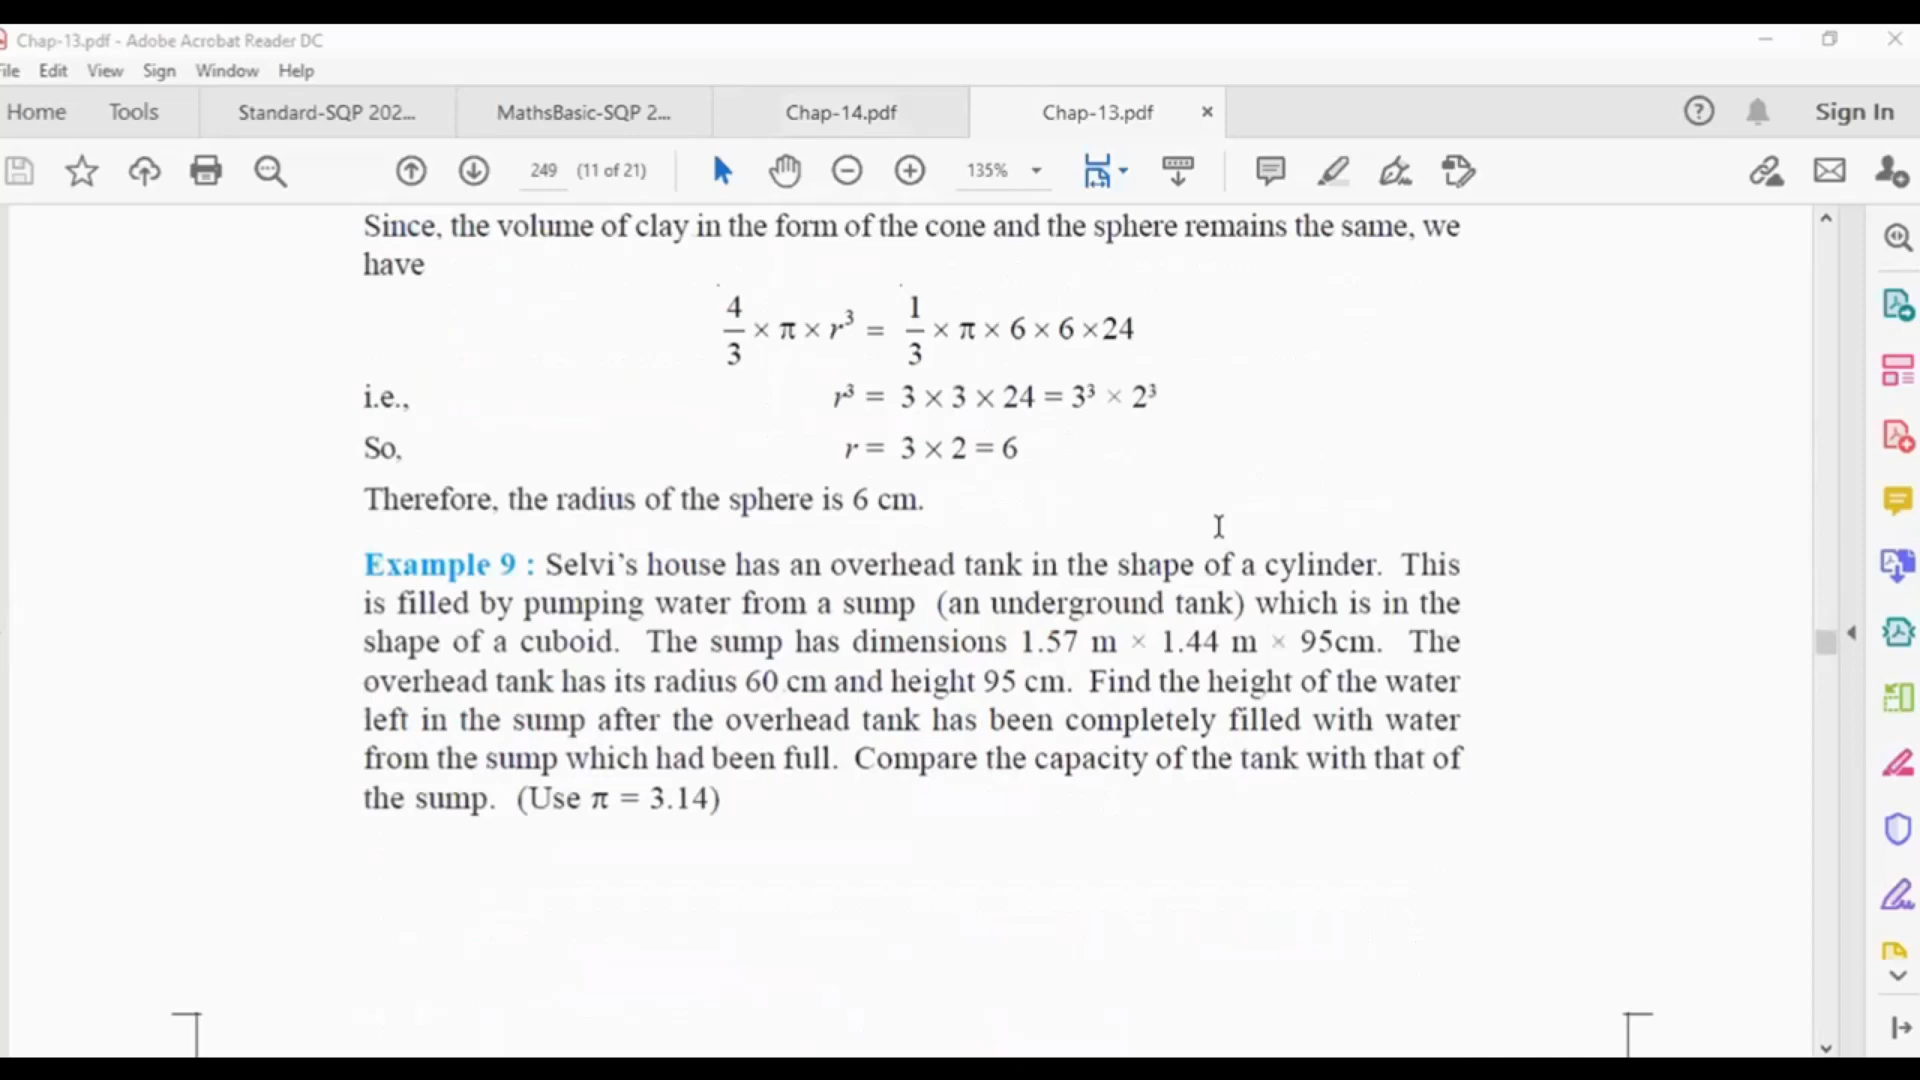 Chap-13.pdf - Adobe Acrobat Reader DC
File Edit View Sign Window Help
Home Tools Standard-SQP 202... MathsBasic-SQP 2... Chap-14.pdf Chap-13.pdf × ? Sign In
249 (11 of 21) 135%
Since, the volume of clay in the form of the cone and the sphere remains the same, we
have
4/3 × π × r³ = 1/3 × π × 6 × 6 × 24
i.e., r³ = 3 × 3 × 24 = 3³ × 2³
So, r = 3 × 2 = 6
Therefore, the radius of the sphere is 6 cm.
Example 9 : Selvi’s house has an overhead tank in the shape of a cylinder. This
is filled by pumping water from a sump (an underground tank) which is in the
shape of a cuboid. The sump has dimensions 1.57 m × 1.44 m × 95cm. The
overhead tank has its radius 60 cm and height 95 cm. Find the height of the water
left in the sump after the overhead tank has been completely filled with water
from the sump which had been full. Compare the capacity of the tank with that of
the sump. (Use π = 3.14)